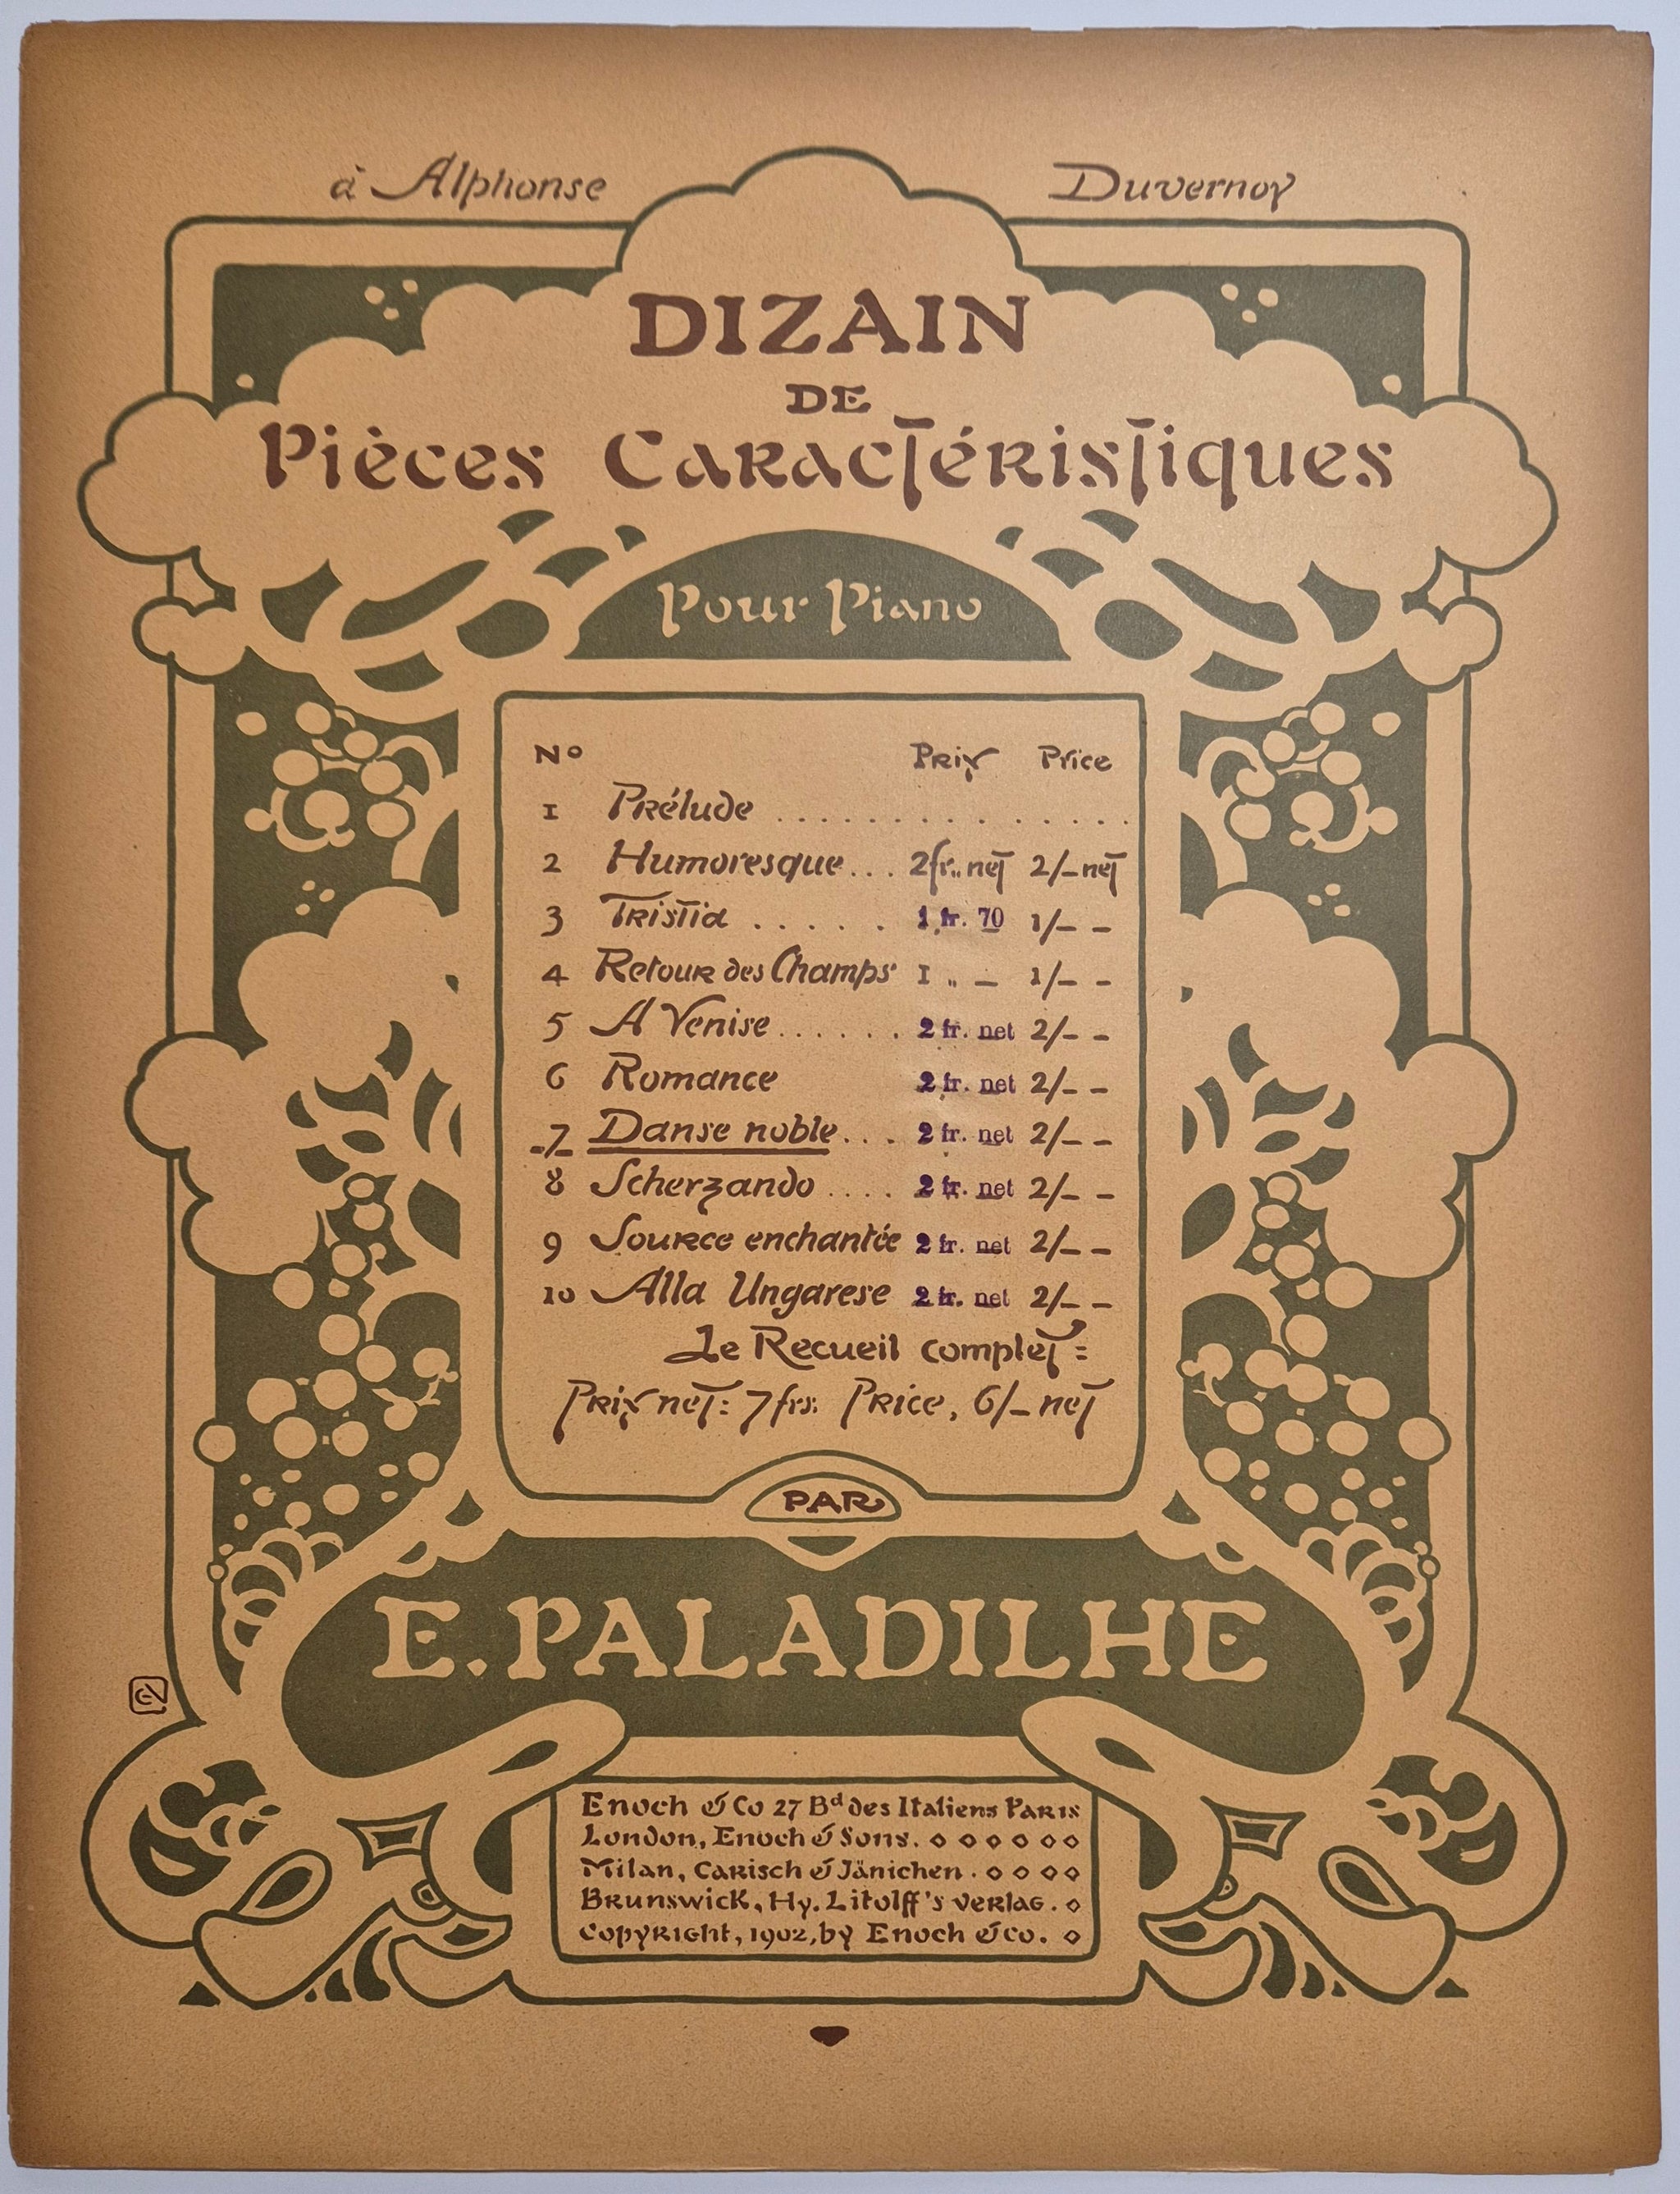 à Alphonse Duvernoy
DIZAIN
DE
Pièces Caractéristiques
Pour Piano
Nº Prix Price
1 Prélude . . . . . . . . . . . . . .
2 Humoresque... 2 fr.. net 2/- net
3 Tristia . . . . . 1 fr. 70 1/- -
4 Retour des Champs 1 " - 1/- -
5 A Venise...... 2 fr. net 2/- -
6 Romance 2 fr. net 2/- -
7 Danse noble... 2 fr. net 2/- -
8 Scherzando.... 2 fr. net 2/- -
9 Source enchantée 2 fr. net 2/- -
10 Alla Ungarese 2 fr. net 2/- -
Le Recueil complet:
Prix net: 7 frs: Price, 6/- net
PAR
E. PALADILHE
Enoch & Co 27 Bd des Italiens Paris
London, Enoch & Sons.
Milan, Carisch & Jänichen.
Brunswick, Hy. Litolff's Verlag.
Copyright, 1902, by Enoch & Co.